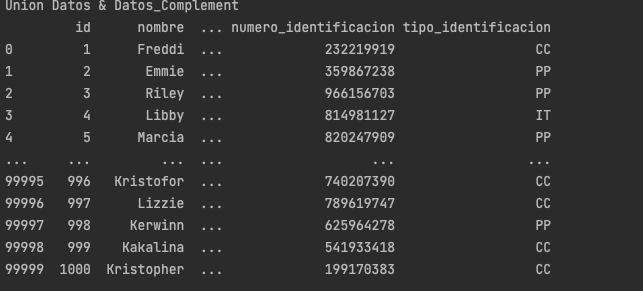 Union Datos & Datos_Complement
id nombre ... numero_identificacion tipo_identificacion
0 1 Freddi ... 232219919 CC
1 2 Emmie ... 359867238 PP
2 3 Riley ... 966156703 PP
3 4 Libby ... 814981127 IT
4 5 Marcia ... 820247909 PP
... ... ... ... ... ...
99995 996 Kristofor ... 740207390 CC
99996 997 Lizzie ... 789619747 CC
99997 998 Kerwinn ... 625964278 PP
99998 999 Kakalina ... 541933418 CC
99999 1000 Kristopher ... 199170383 CC